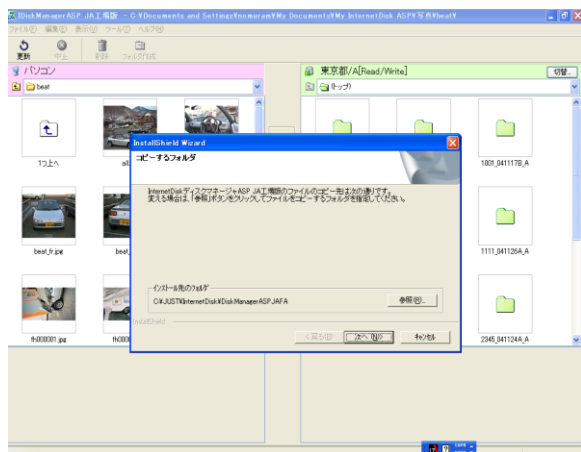 IDiskManagerASP JA工場版 - C:¥Documents and Settings¥nomuram¥My Documents¥My InternetDisk ASP¥写真¥beat¥
ファイル(F) 編集(E) 表示(V) ツール(T) ヘルプ(H)
更新 中止 削除 フォルダ作成
パソコン
東京都/A[Read/Write]
切替...
beat
(トップ)
InstallShield Wizard
コピーするフォルダ
InternetDiskディスクマネージャASP JA工場版のファイルのコピー先は次の通りです。
変える場合は、「参照」ボタンをクリックしてファイルをコピーするフォルダを指定してください。
インストール先のフォルダ
C:¥JUST¥InternetDisk¥DiskManagerASPJAFA
参照(R)...
InstallShield
< 戻る(B) 次へ(N)> キャンセル
1つ上へ
1001_041117B_A
beat_fr.jpg
beat_
1111_041126A_A
fh000001.jpg
fh000
2345_041124A_A
CAPS